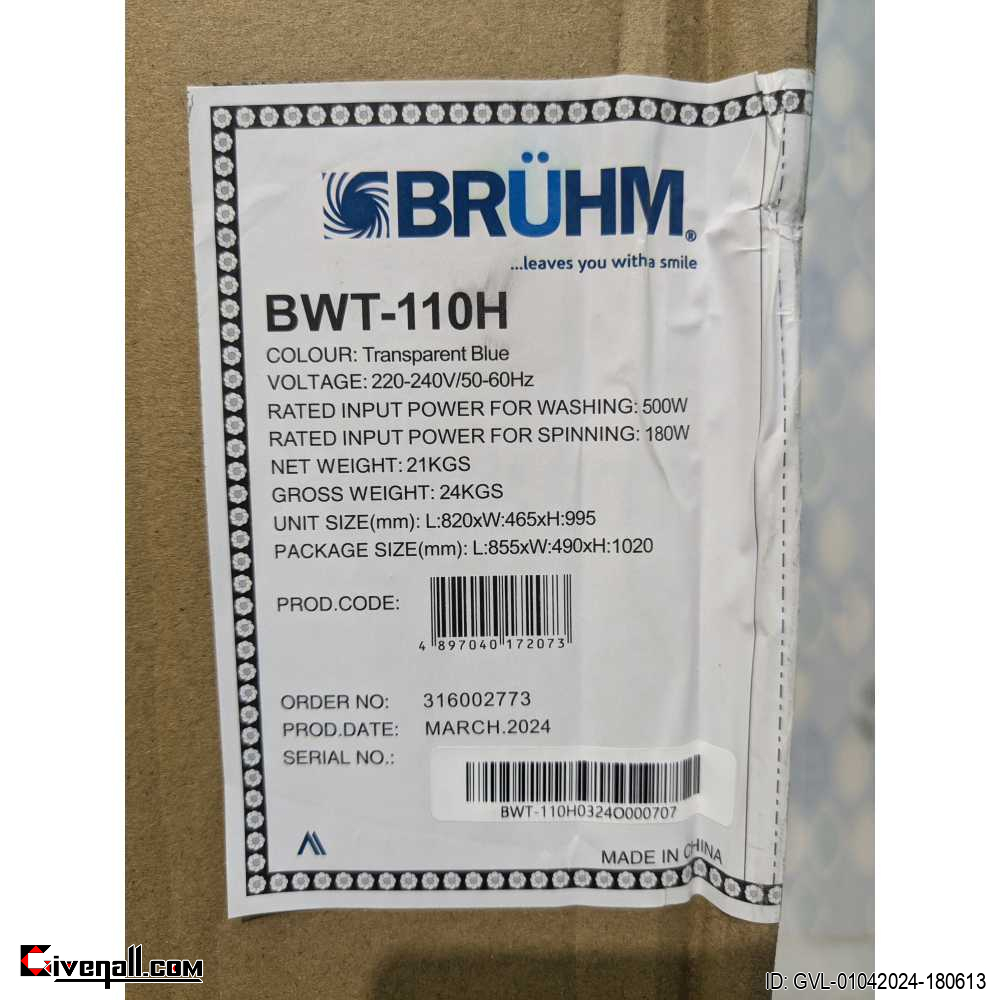 BRÜHM®
...leaves you with a smile
BWT-110H
COLOUR: Transparent Blue
VOLTAGE: 220-240V/50-60Hz
RATED INPUT POWER FOR WASHING: 500W
RATED INPUT POWER FOR SPINNING: 180W
NET WEIGHT: 21KGS
GROSS WEIGHT: 24KGS
UNIT SIZE(mm): L:820xW:465xH:995
PACKAGE SIZE(mm): L:855xW:490xH:1020
PROD.CODE:
4 897040 172073
ORDER NO: 316002773
PROD.DATE: MARCH.2024
SERIAL NO.:
BWT-110H0324O000707
MADE IN CHINA
Givenall.com
ID: GVL-01042024-180613